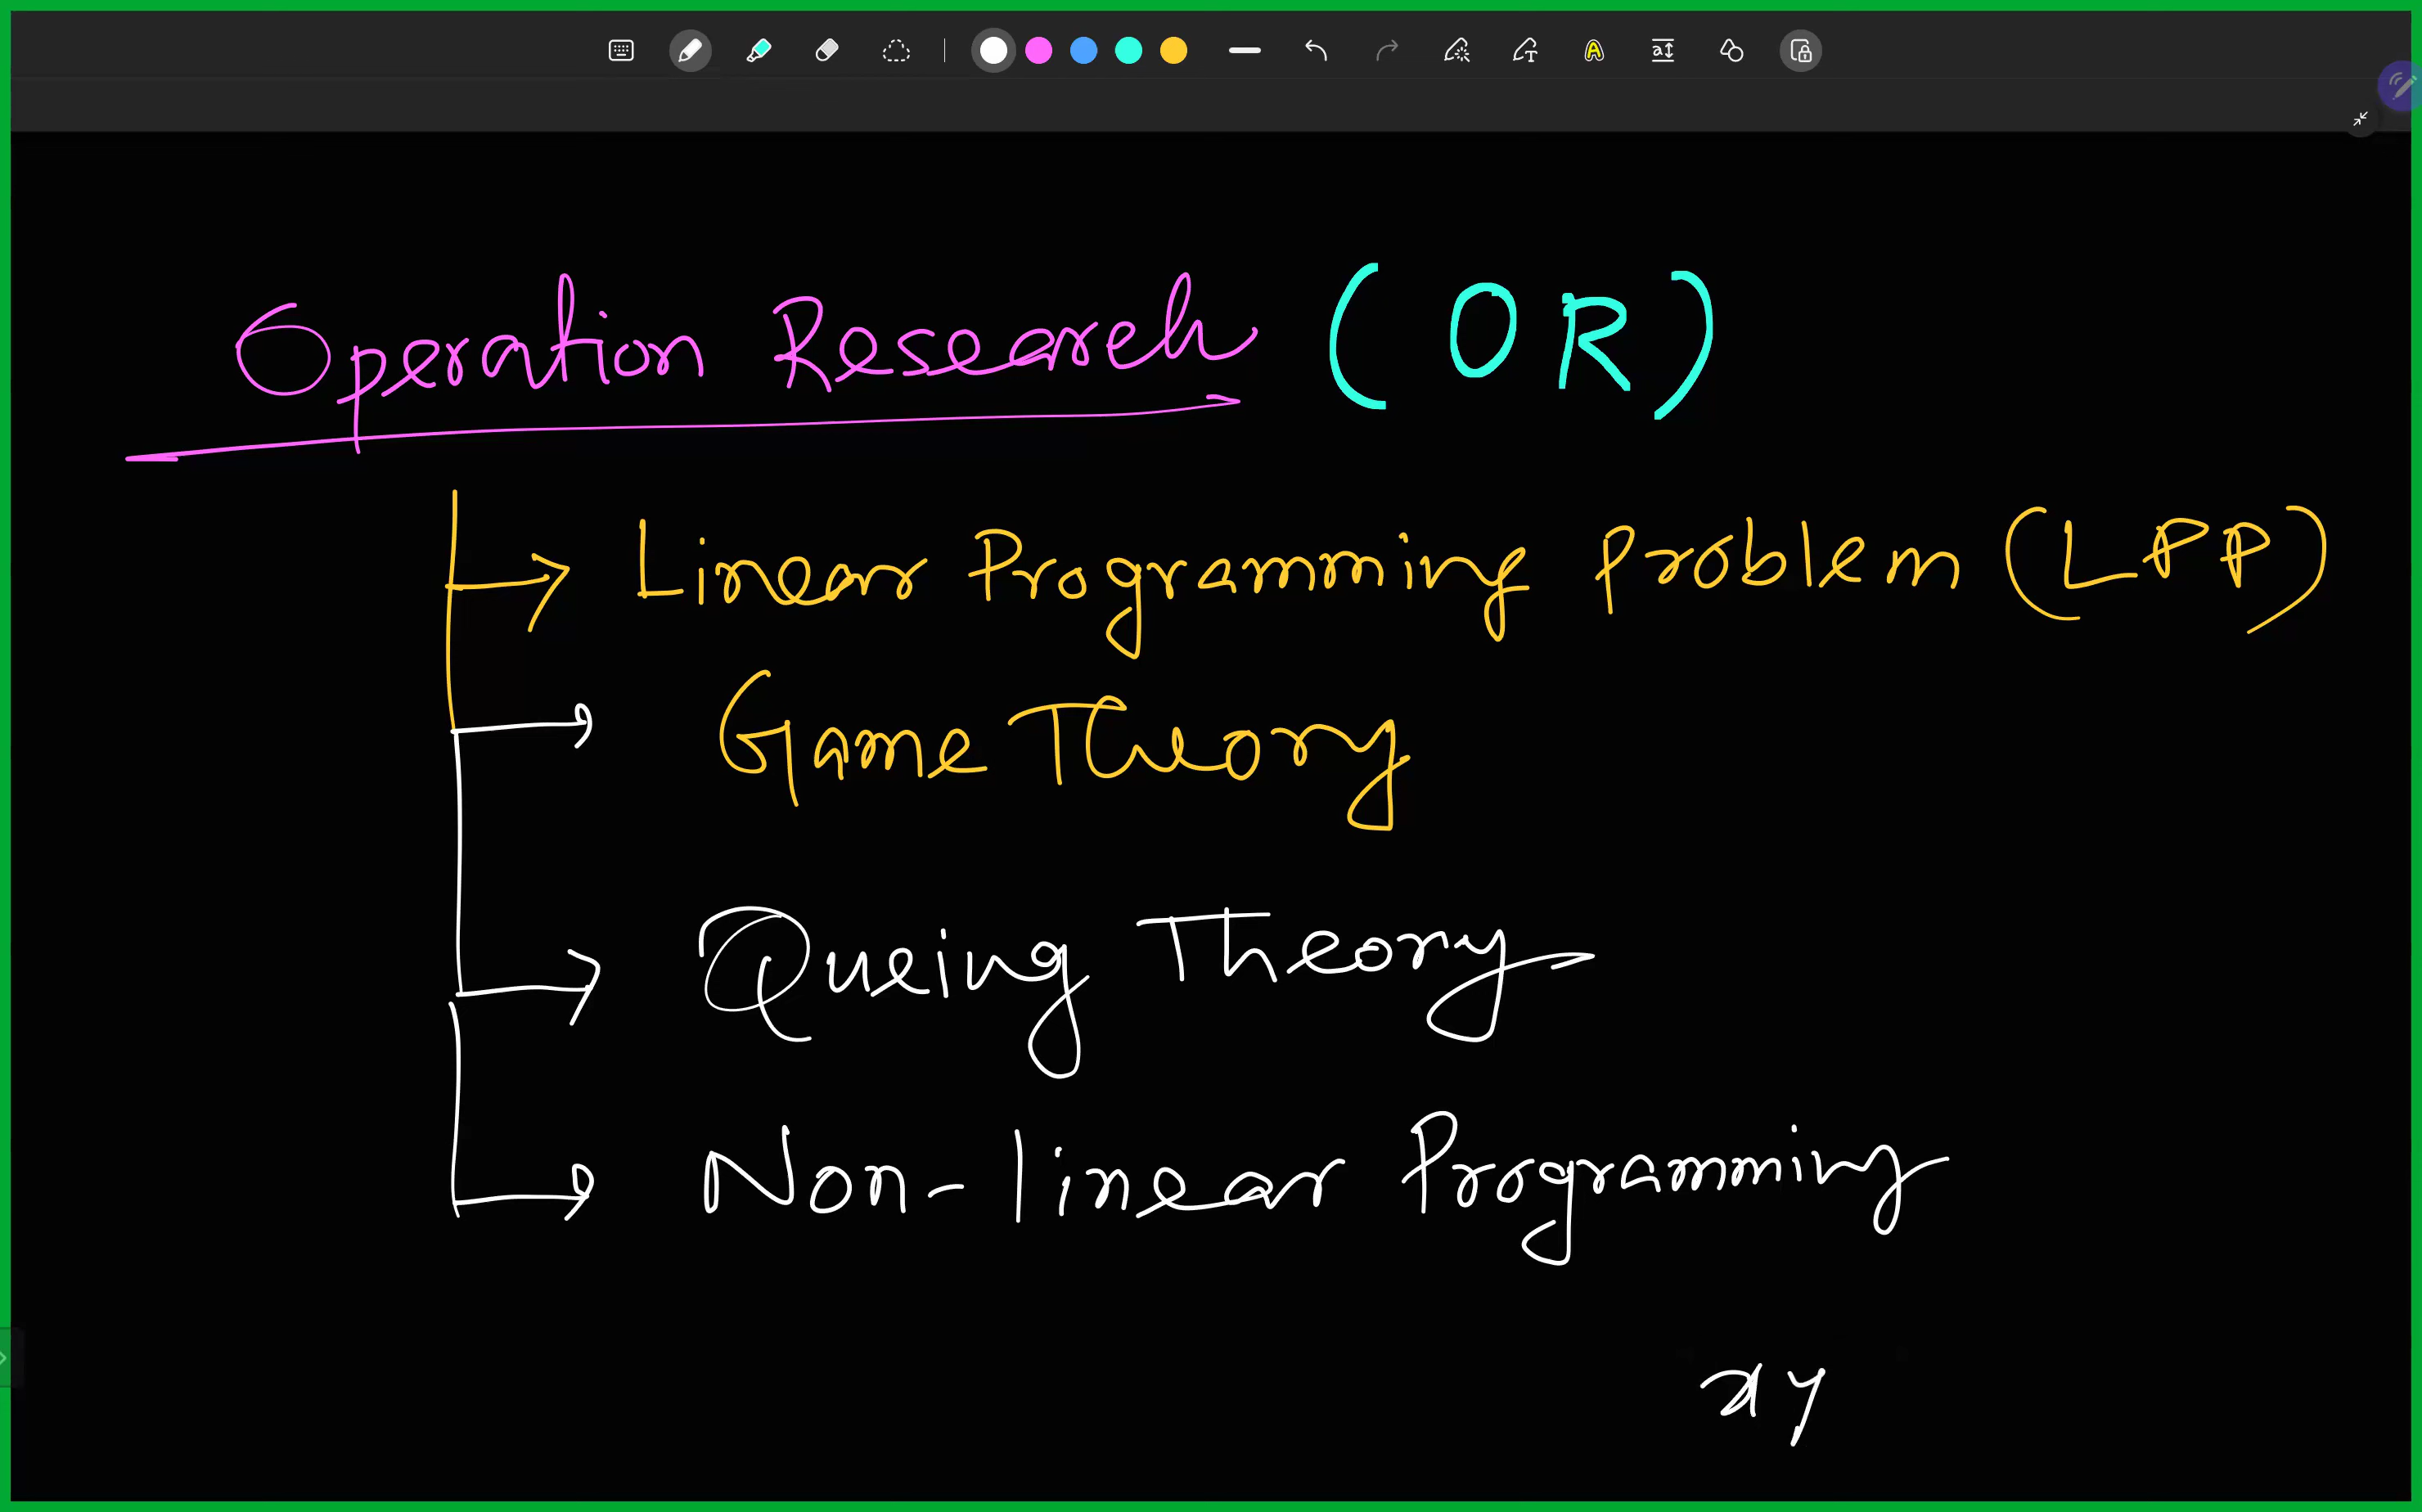 Operation Research (OR)
Linear Programming Problem (LPP)
Game Theory
Queing Theory
Non-linear Programming
xy